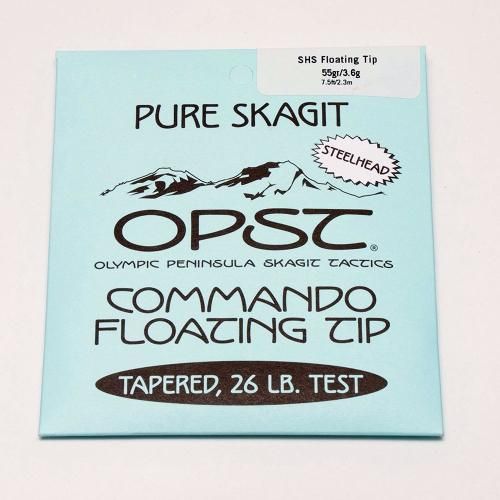 SHS Floating Tip
55gr/3.6g
7.5ft/2.3m
PURE SKAGIT
STEELHEAD
OPST®
OLYMPIC PENINSULA SKAGIT TACTICS
COMMANDO
FLOATING TIP
TAPERED, 26 LB. TEST